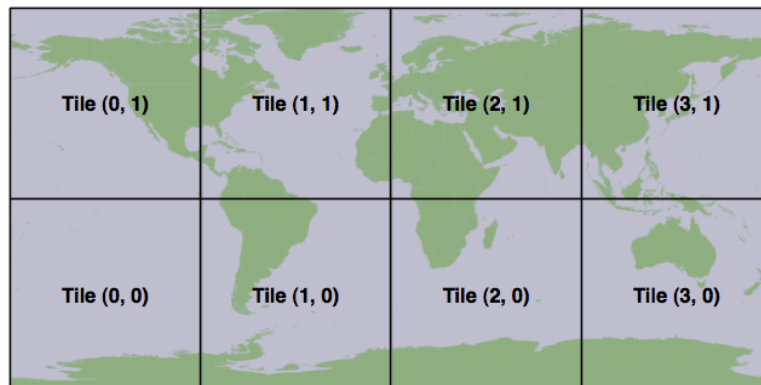 Tile (0, 1)
Tile (1, 1)
Tile (2, 1)
Tile (3, 1)
Tile (0, 0)
Tile (1, 0)
Tile (2, 0)
Tile (3, 0)